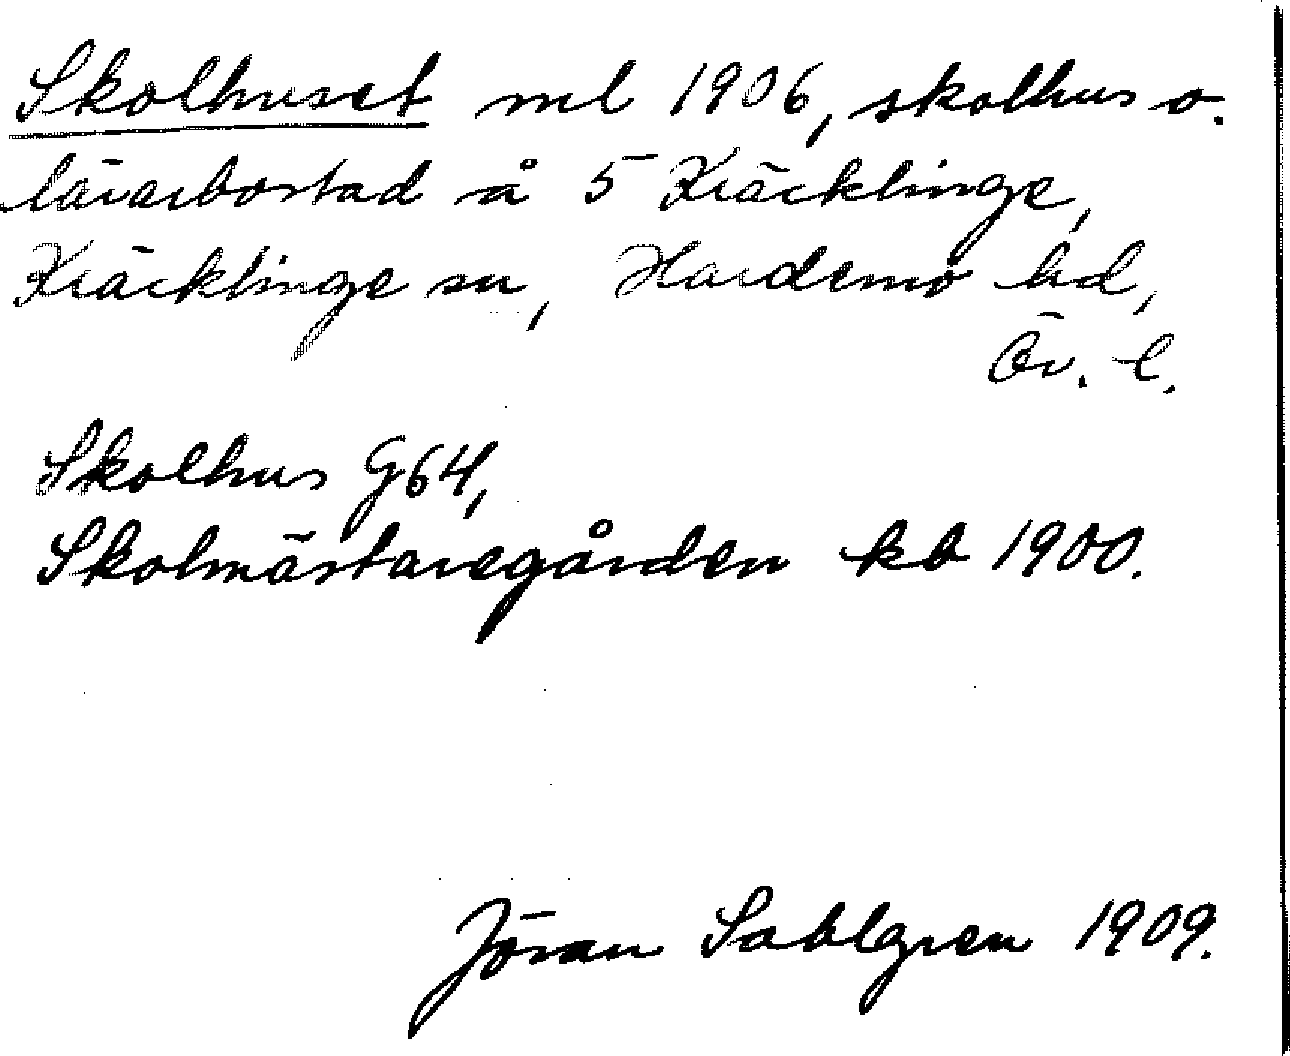 Skolhuset ml 1906, skolhus o.
lärarbostad å 5 Kräcklinge,
Kräcklinge sn, Hardemo hd,
Ör. l.
Skolhus G64,
Skolmästaregården kb 1900.
Jöran Sahlgren 1909.